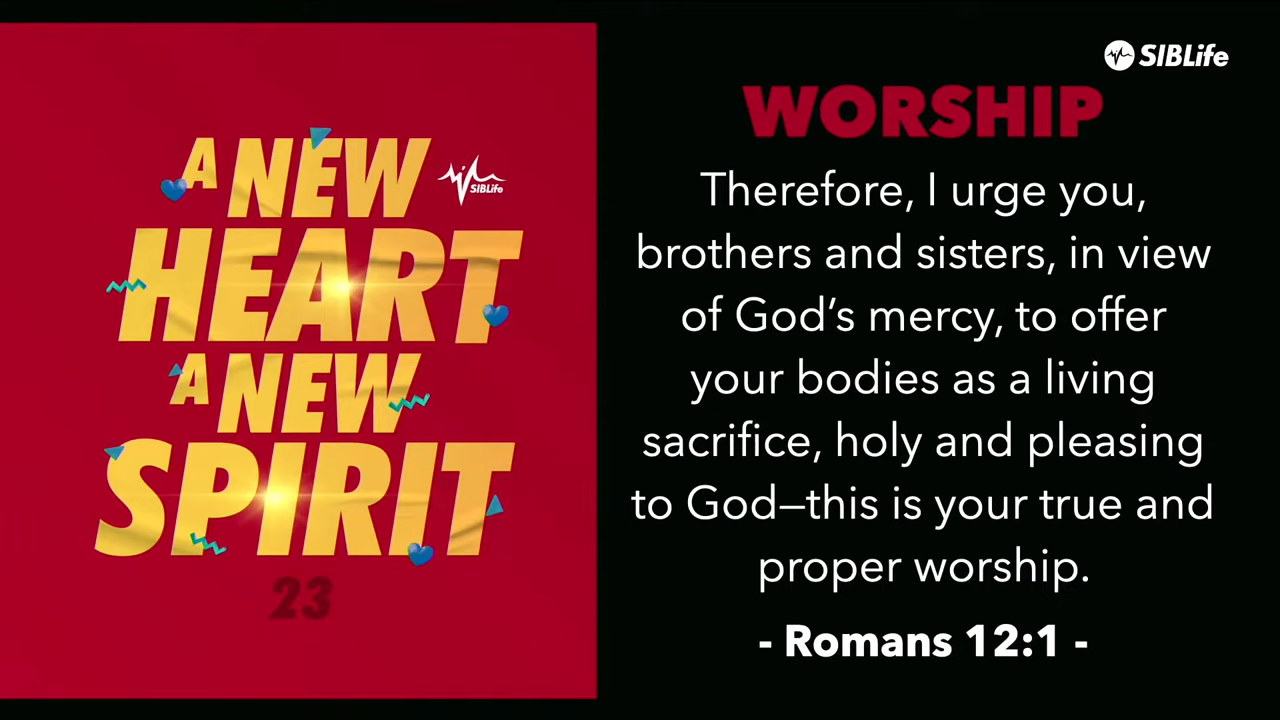 A NEW
SIBLife
HEART
A NEW
SPIRIT
23
SIBLife
WORSHIP
Therefore, I urge you,
brothers and sisters, in view
of God’s mercy, to offer
your bodies as a living
sacrifice, holy and pleasing
to God—this is your true and
proper worship.
- Romans 12:1 -